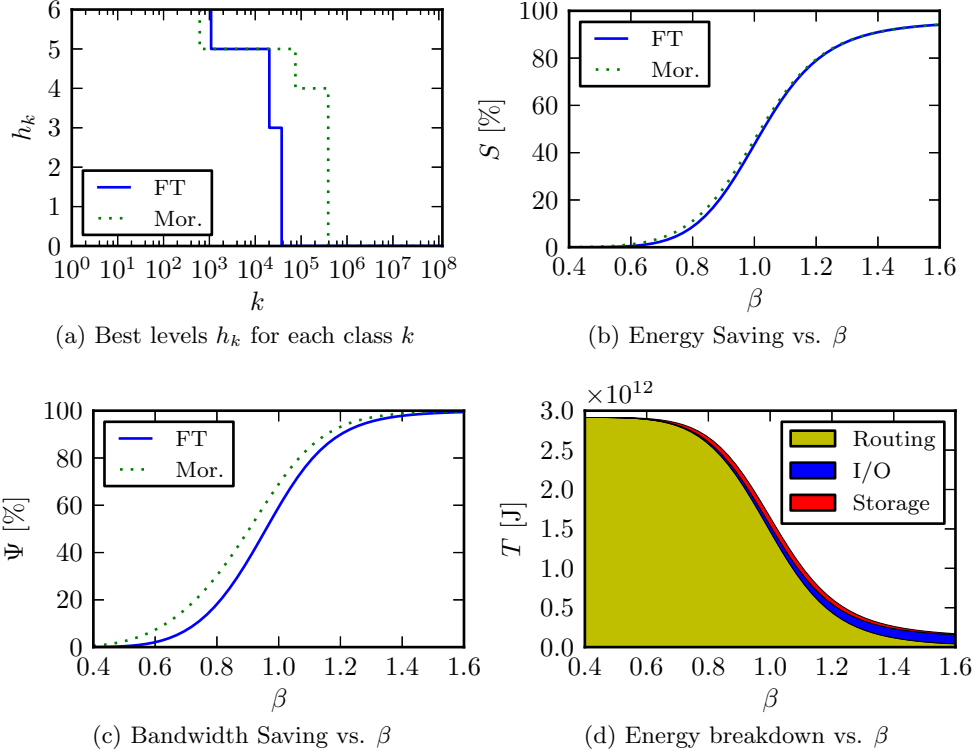 6
5
4
3
2
1
0
h_k
FT
Mor.
10^0 10^1 10^2 10^3 10^4 10^5 10^6 10^7 10^8
k
(a) Best levels h_k for each class k
100
80
60
40
20
0
S [%]
FT
Mor.
0.4 0.6 0.8 1.0 1.2 1.4 1.6
β
(b) Energy Saving vs. β
100
80
60
40
20
0
Ψ [%]
FT
Mor.
0.4 0.6 0.8 1.0 1.2 1.4 1.6
β
(c) Bandwidth Saving vs. β
×10^12
3.0
2.5
2.0
1.5
1.0
0.5
0.0
T [J]
Routing
I/O
Storage
0.4 0.6 0.8 1.0 1.2 1.4 1.6
β
(d) Energy breakdown vs. β